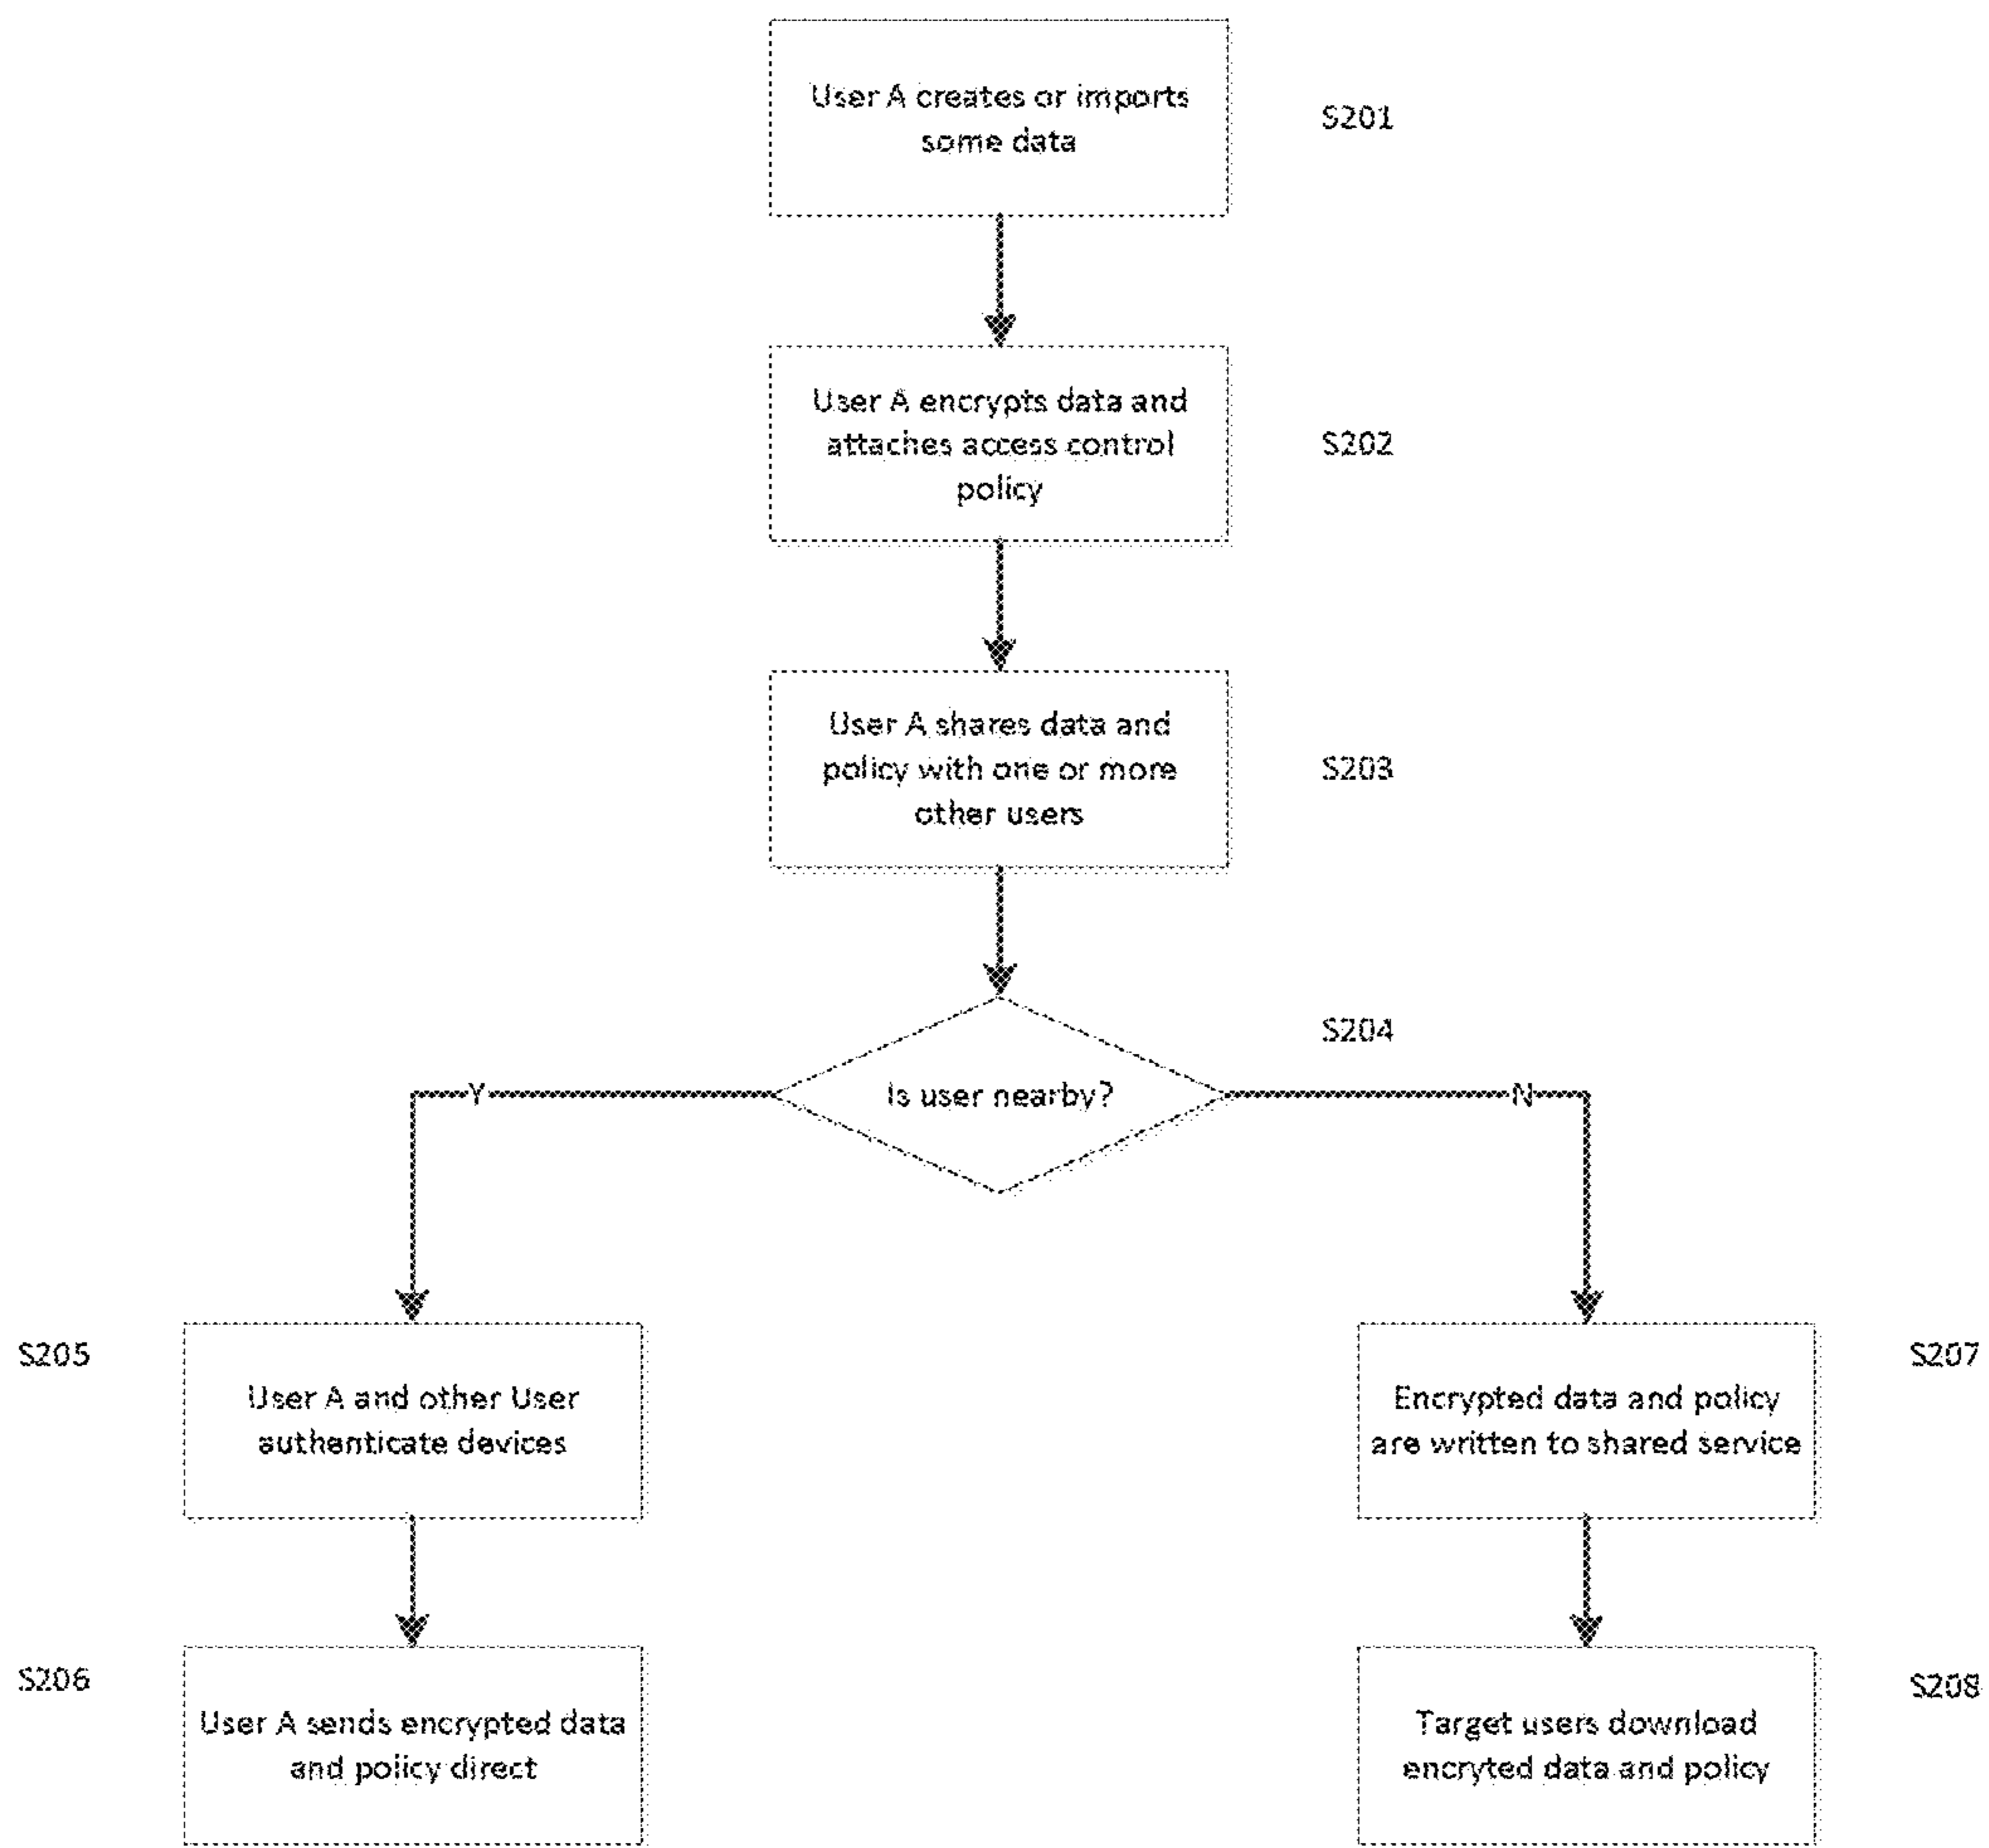 User A creates or imports
some data
S201
User A encrypts data and
attaches access control
policy
S202
User A shares data and
policy with one or more
other users
S203
S204
Is user nearby?
Y
N
S205
User A and other User
authenticate devices
S207
Encrypted data and policy
are written to shared service
S206
User A sends encrypted data
and policy direct
S208
Target users download
encryted data and policy